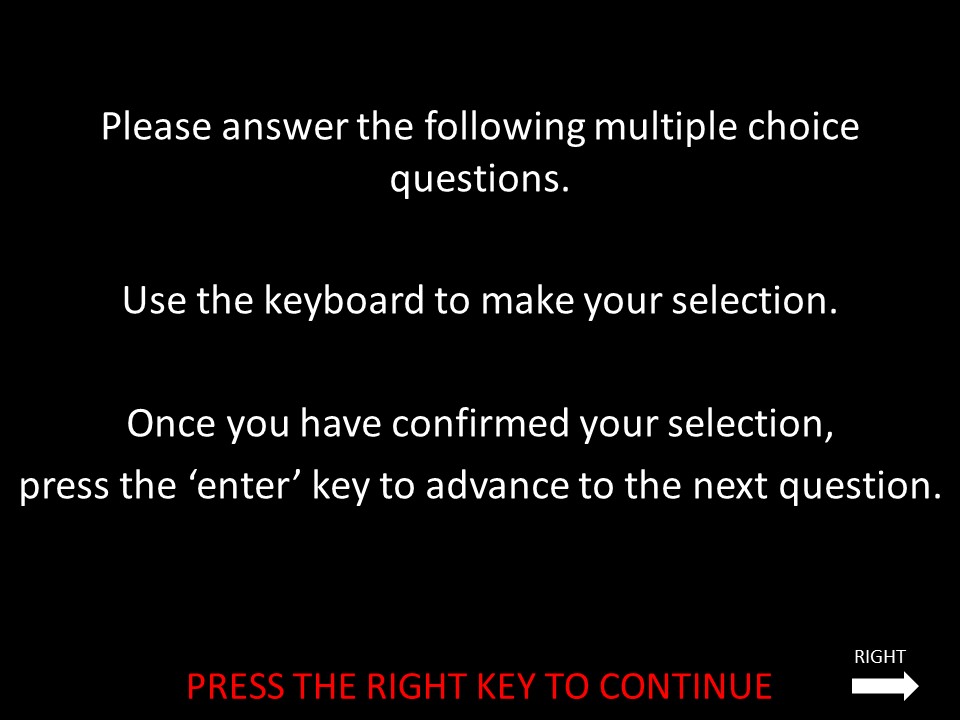 Please answer the following multiple choice
questions.
Use the keyboard to make your selection.
Once you have confirmed your selection,
press the ‘enter’ key to advance to the next question.
RIGHT
PRESS THE RIGHT KEY TO CONTINUE